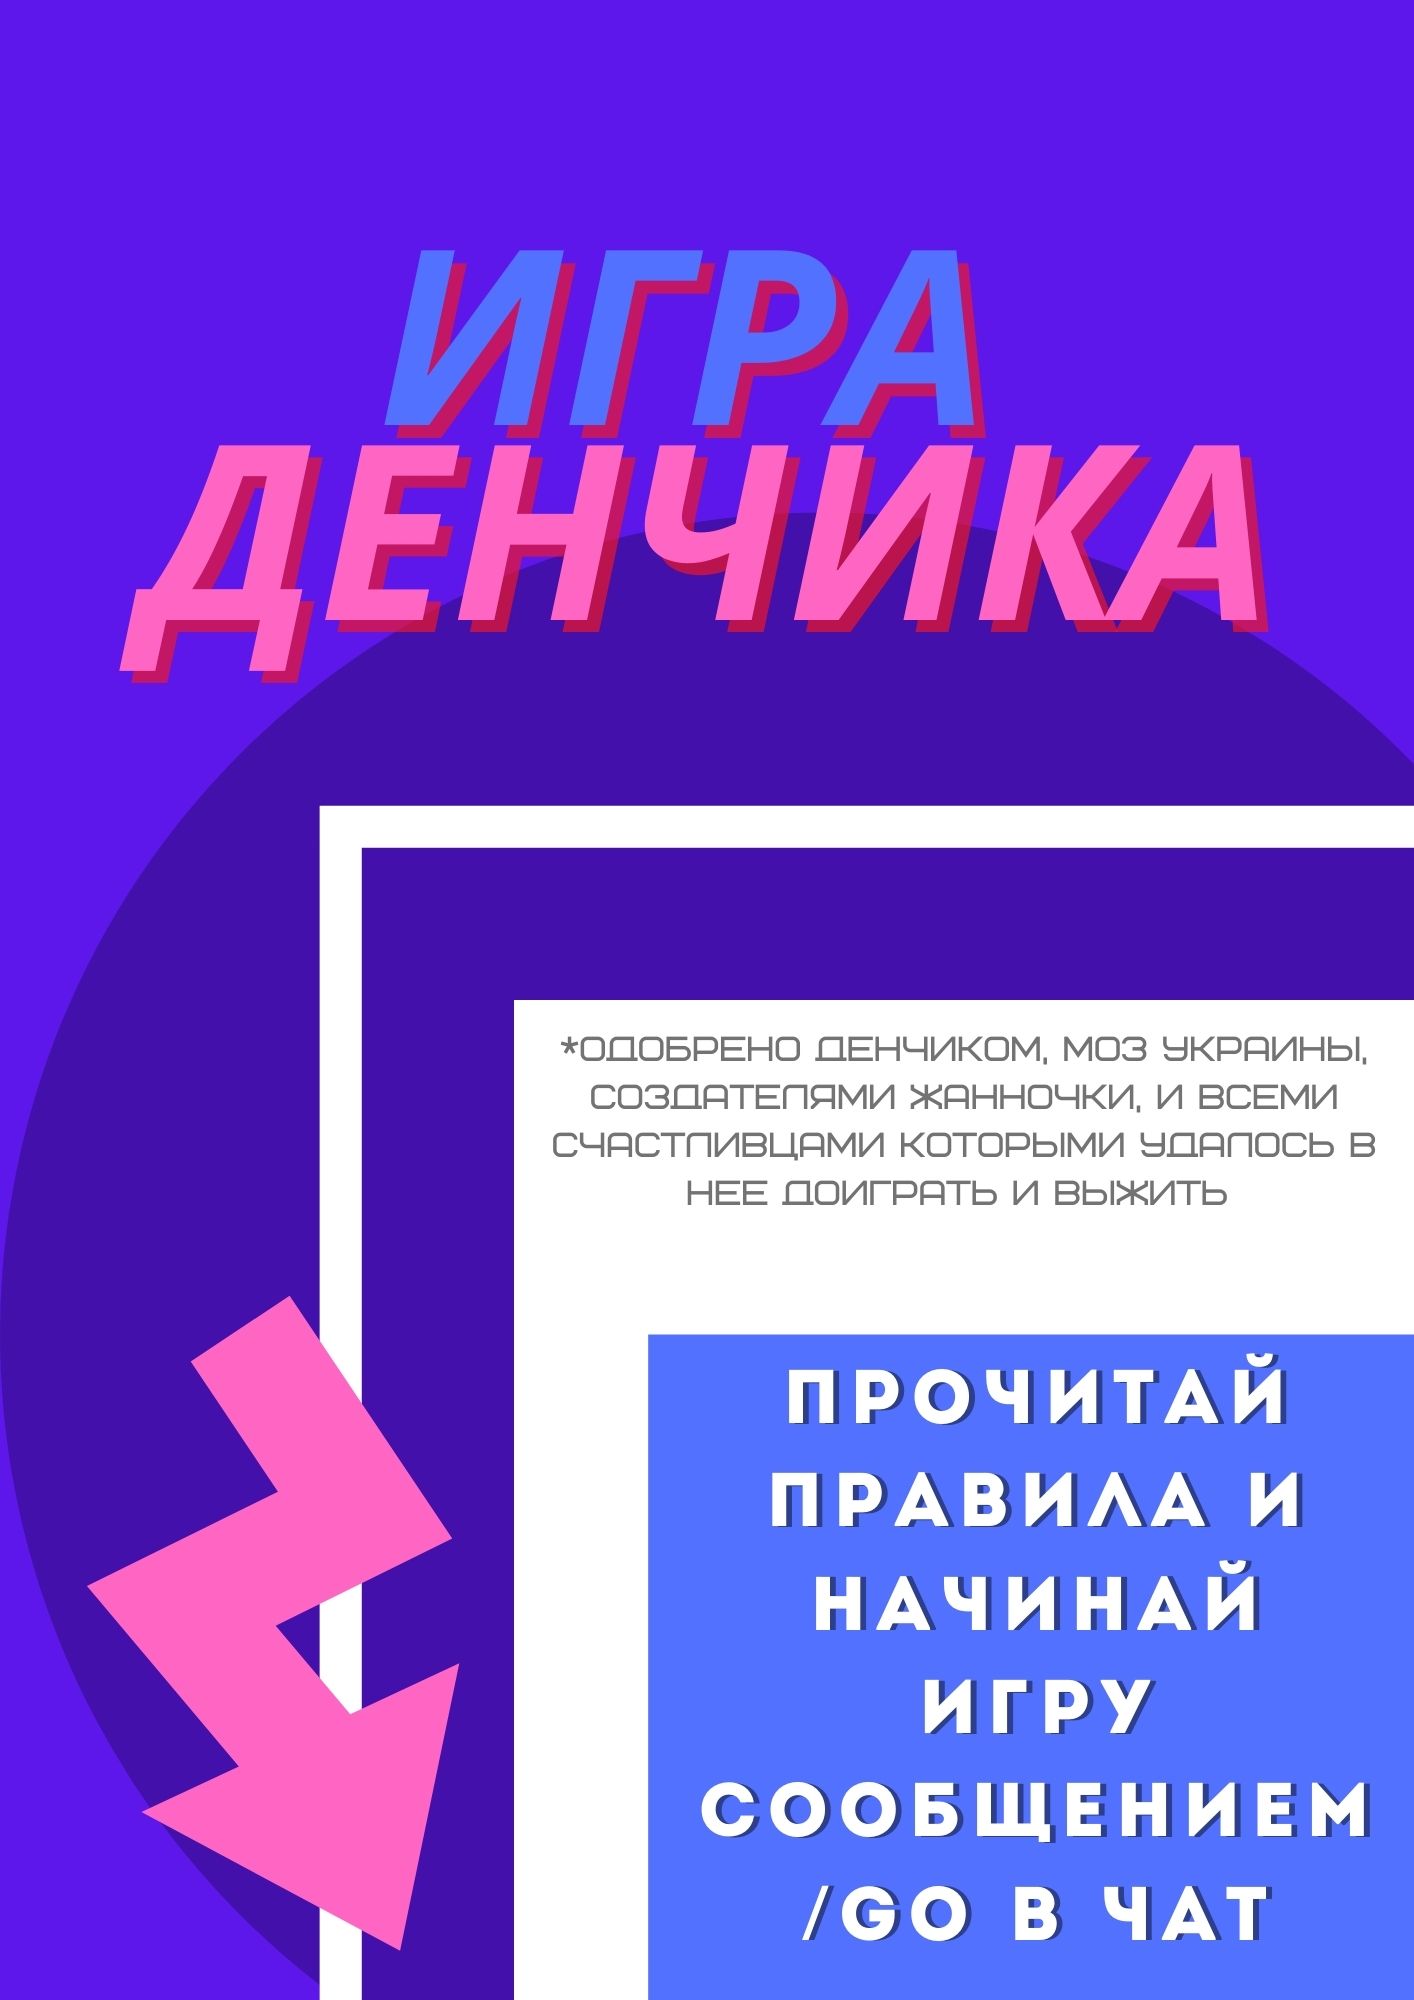 ИГРА
ДЕНЧИКА
*ОДОБРЕНО ДЕНЧИКОМ, МОЗ УКРАИНЫ,
СОЗДАТЕЛЯМИ ЖАННОЧКИ, И ВСЕМИ
СЧАСТЛИВЦАМИ КОТОРЫМИ УДАЛОСЬ В
НЕЕ ДОИГРАТЬ И ВЫЖИТЬ
ПРОЧИТАЙ
ПРАВИЛА И
НАЧИНАЙ
ИГРУ
СООБЩЕНИЕМ
/GO В ЧАТ